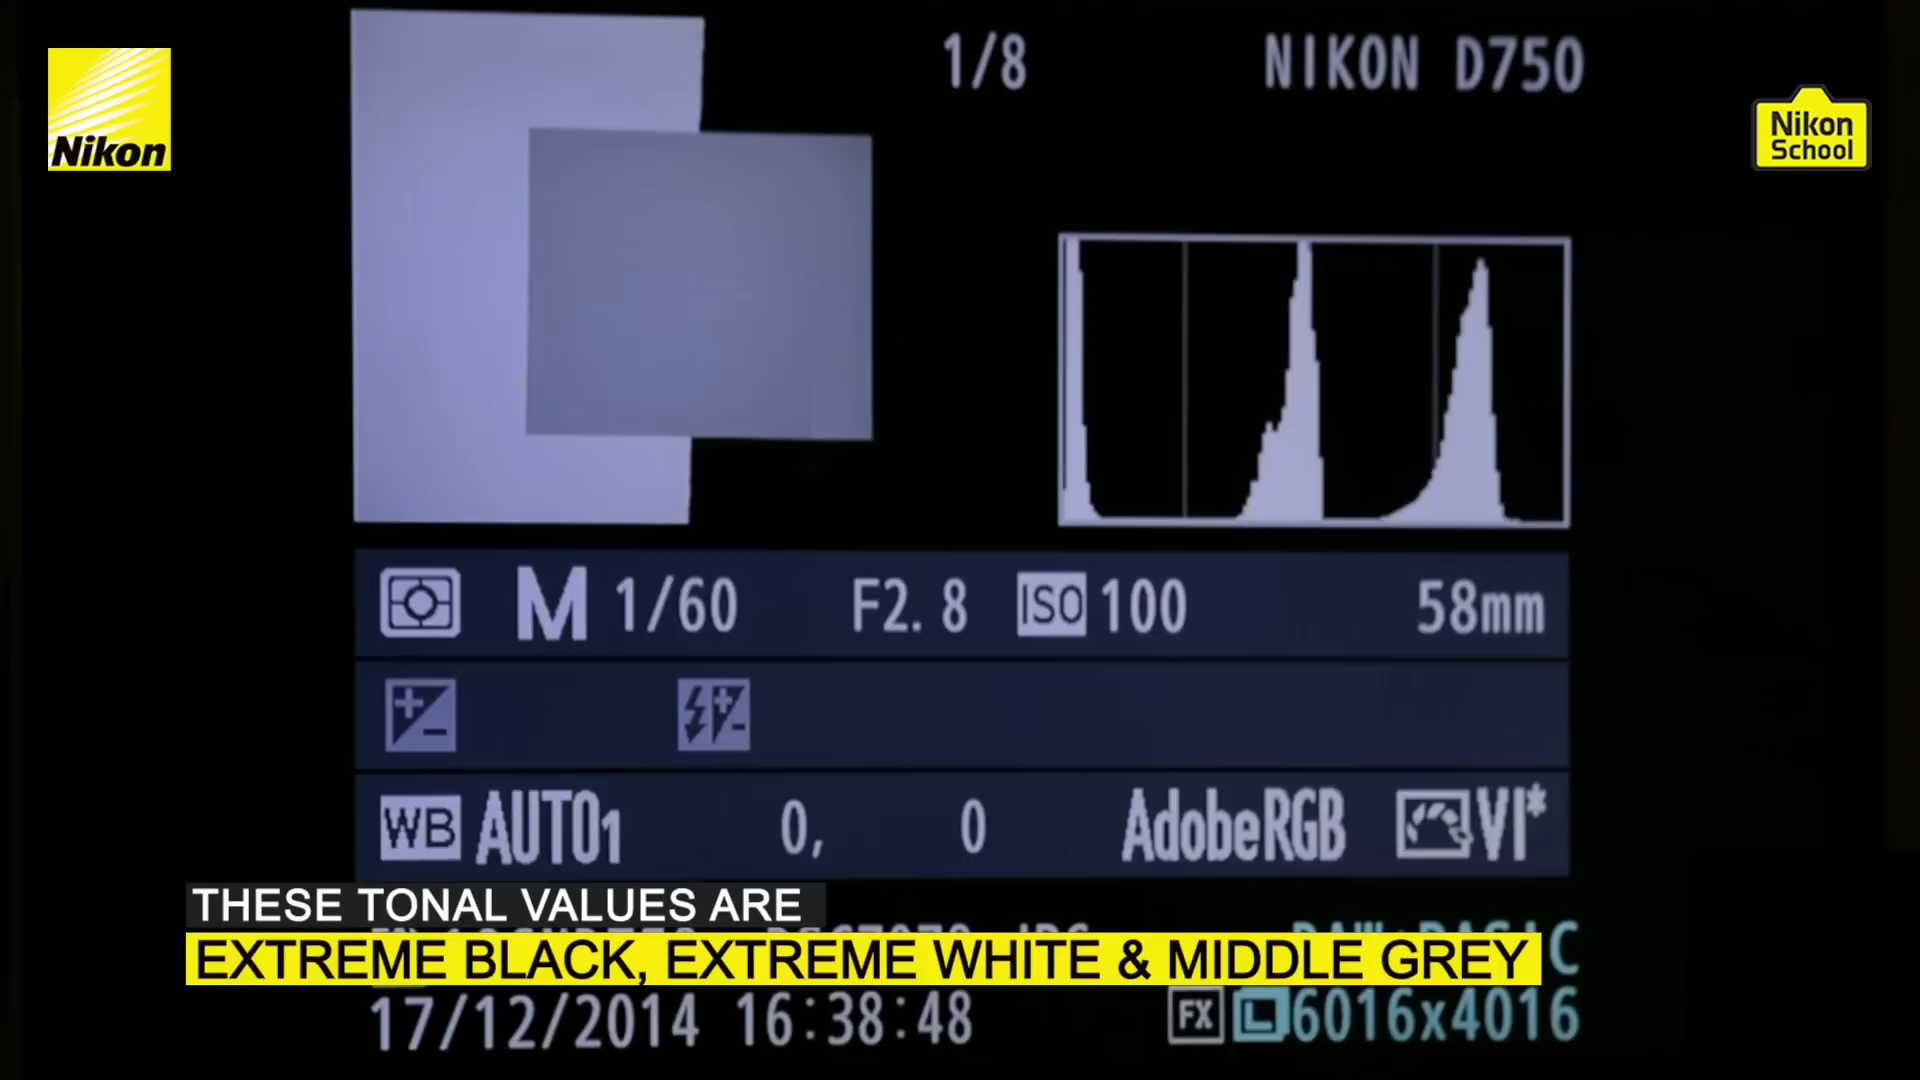 Nikon
1/8
NIKON D750
Nikon
School
M 1/60 F2.8 ISO 100 58mm
WB AUTO1 0, 0 AdobeRGB VI*
THESE TONAL VALUES ARE
EXTREME BLACK, EXTREME WHITE & MIDDLE GREY
17/12/2014 16:38:48 FX L 6016x4016